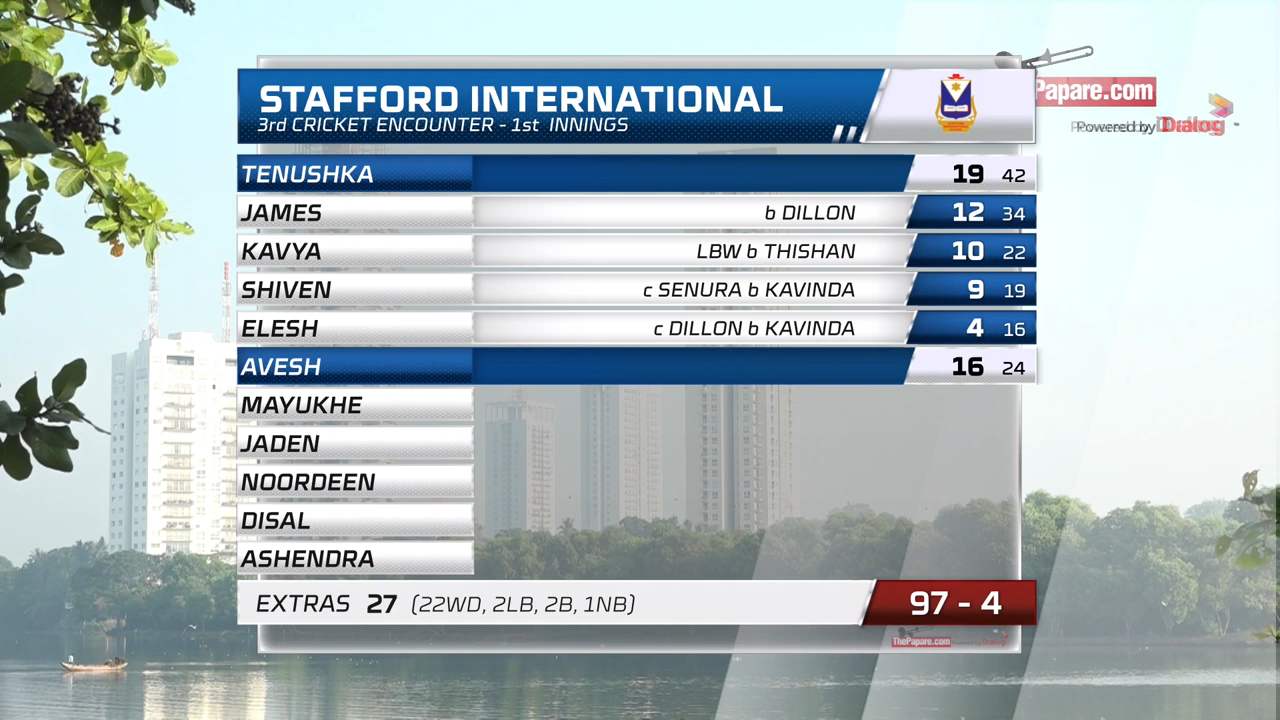 STAFFORD INTERNATIONAL
3rd CRICKET ENCOUNTER - 1st INNINGS
Papare.com
Powered by Dialog
TENUSHKA 19 42
JAMES b DILLON 12 34
KAVYA LBW b THISHAN 10 22
SHIVEN c SENURA b KAVINDA 9 19
ELESH c DILLON b KAVINDA 4 16
AVESH 16 24
MAYUKHE
JADEN
NOORDEEN
DISAL
ASHENDRA
EXTRAS 27 (22WD, 2LB, 2B, 1NB) 97 - 4
ThePapare.com